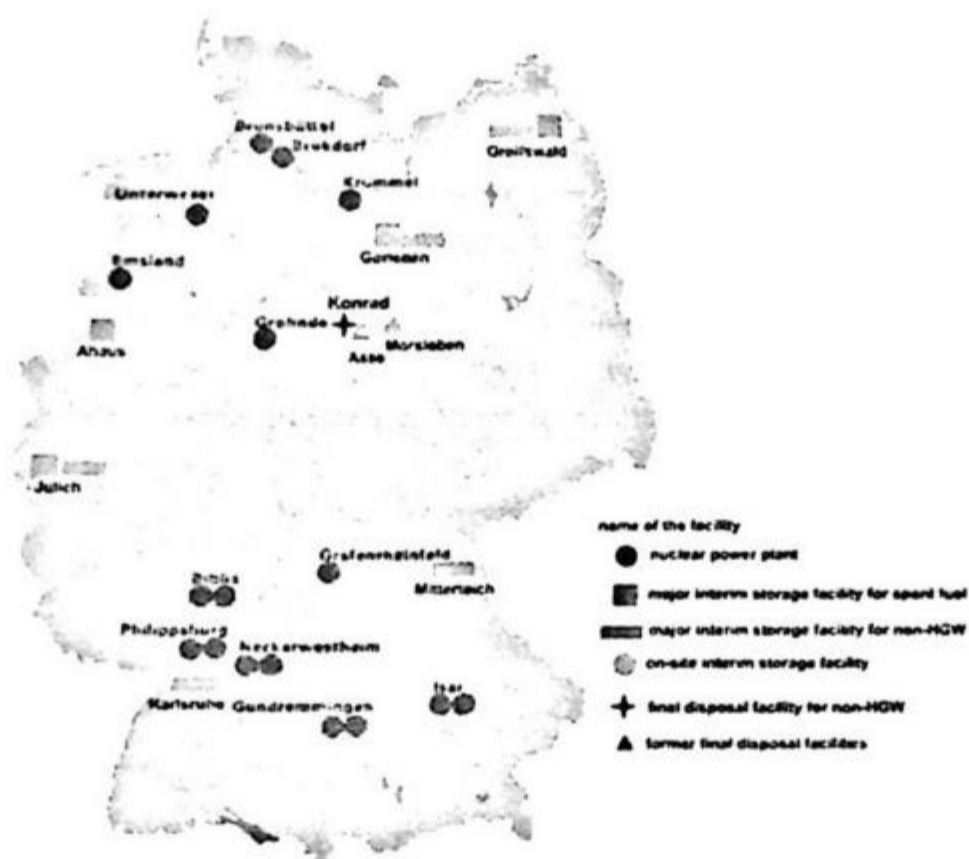 Brunsbüttel
Brokdorf
Greifswald
Unterweser
Krümmel
Gorleben
Emsland
Konrad
Grohnde
Ahaus
Asse
Morsleben
Jülich
name of the facility
nuclear power plant
major interim storage facility for spent fuel
major interim storage facility for non-HGW
on-site interim storage facility
final disposal facility for non-HGW
former final disposal facilities
Grafenrheinfeld
Mitterteich
Biblis
Philippsburg
Neckarwestheim
Karlsruhe
Gundremmingen
Isar